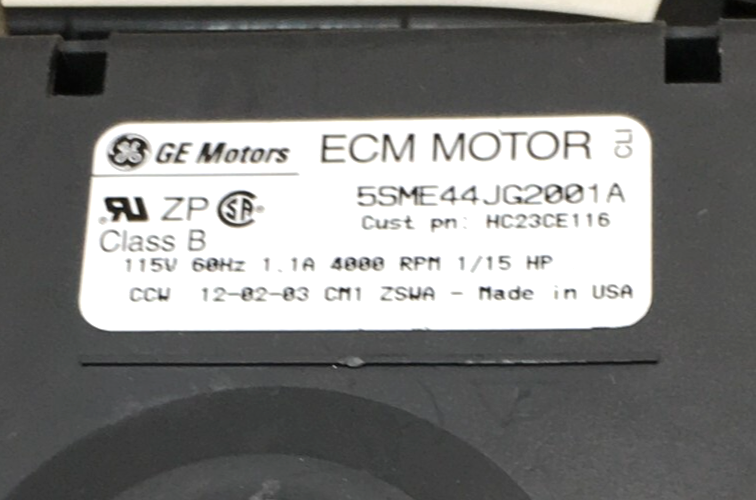 GE Motors
ECM MOTOR
CLI
5SME44JG2001A
ZP
Cust pn: HC23CE116
Class B
115V 60Hz 1.1A 4000 RPM 1/15 HP
CCW 12-02-03 CM1 ZSWA - Made in USA